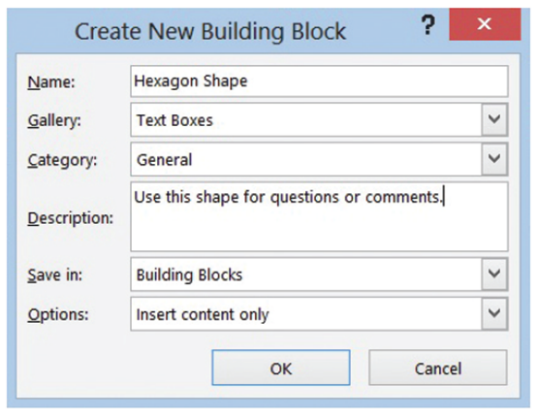 Create New Building Block ? ×
Name: Hexagon Shape
Gallery: Text Boxes
Category: General
Description: Use this shape for questions or comments.
Save in: Building Blocks
Options: Insert content only
OK Cancel